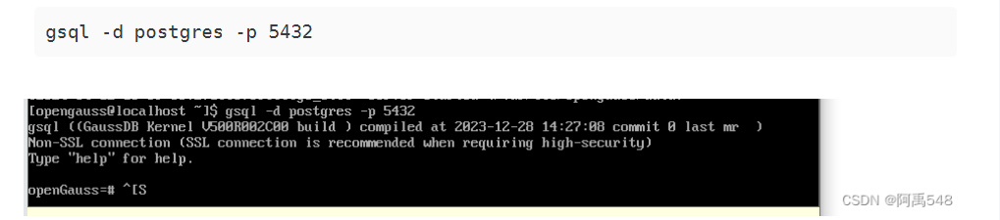 gsql -d postgres -p 5432
[opengauss@localhost ~]$ gsql -d postgres -p 5432
gsql ((GaussDB Kernel V500R002C00 build ) compiled at 2023-12-28 14:27:08 commit 0 last mr  )
Non-SSL connection (SSL connection is recommended when requiring high-security)
Type "help" for help.
openGauss=# ^[S
CSDN @阿禹548